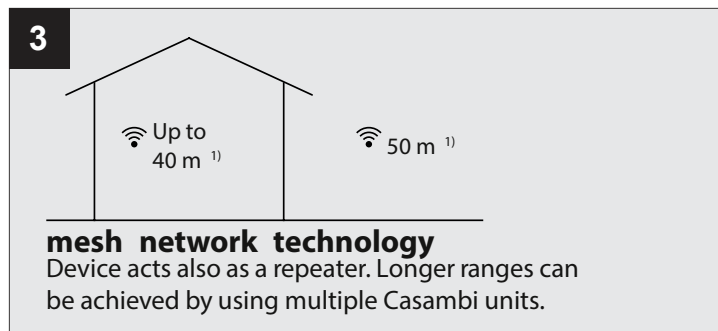 3
Up to
40 m 1)
50 m 1)
mesh network technology
Device acts also as a repeater. Longer ranges can
be achieved by using multiple Casambi units.